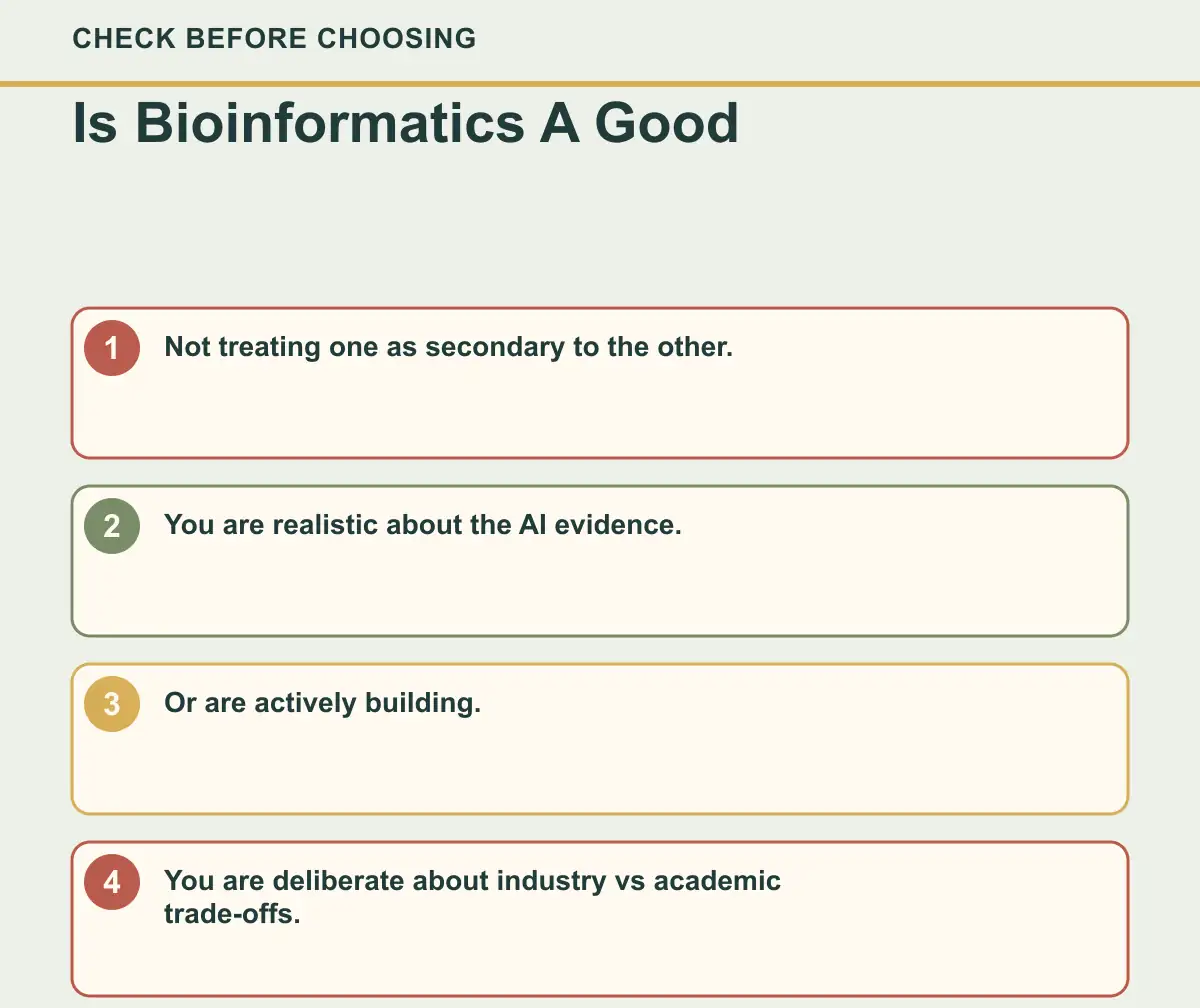 CHECK BEFORE CHOOSING
Is Bioinformatics A Good
1 Not treating one as secondary to the other.
2 You are realistic about the AI evidence.
3 Or are actively building.
4 You are deliberate about industry vs academic
trade-offs.